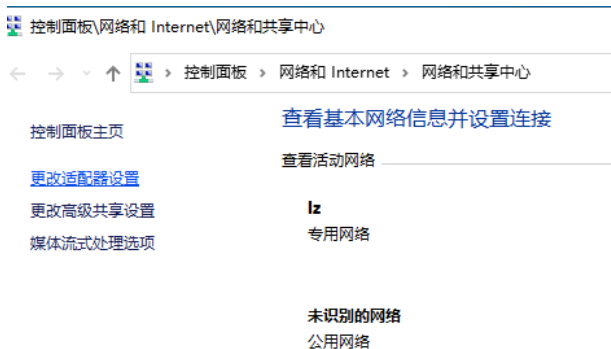 控制面板\网络和 Internet\网络和共享中心
控制面板 > 网络和 Internet > 网络和共享中心
控制面板主页
更改适配器设置
更改高级共享设置
媒体流式处理选项
查看基本网络信息并设置连接
查看活动网络
lz
专用网络
未识别的网络
公用网络